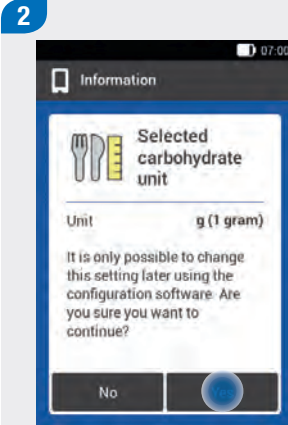 2
07:00
Information
Selected
carbohydrate
unit
Unit g (1 gram)
It is only possible to change
this setting later using the
configuration software. Are
you sure you want to
continue?
No